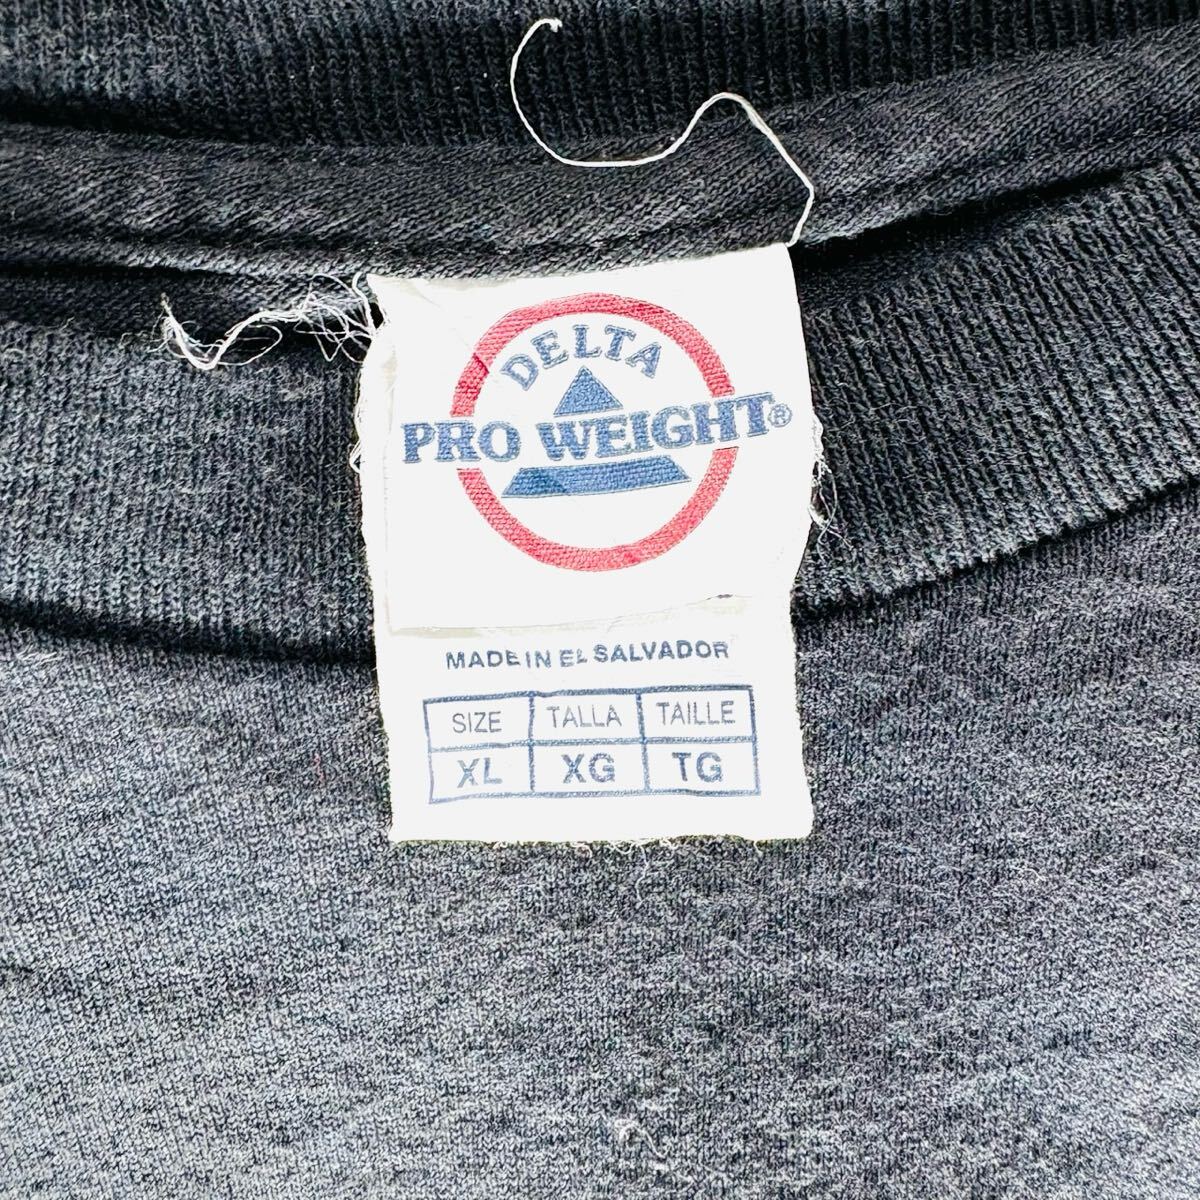 DELTA
PRO WEIGHT®
MADE IN EL SALVADOR
SIZE TALLA TAILLE
XL XG TG